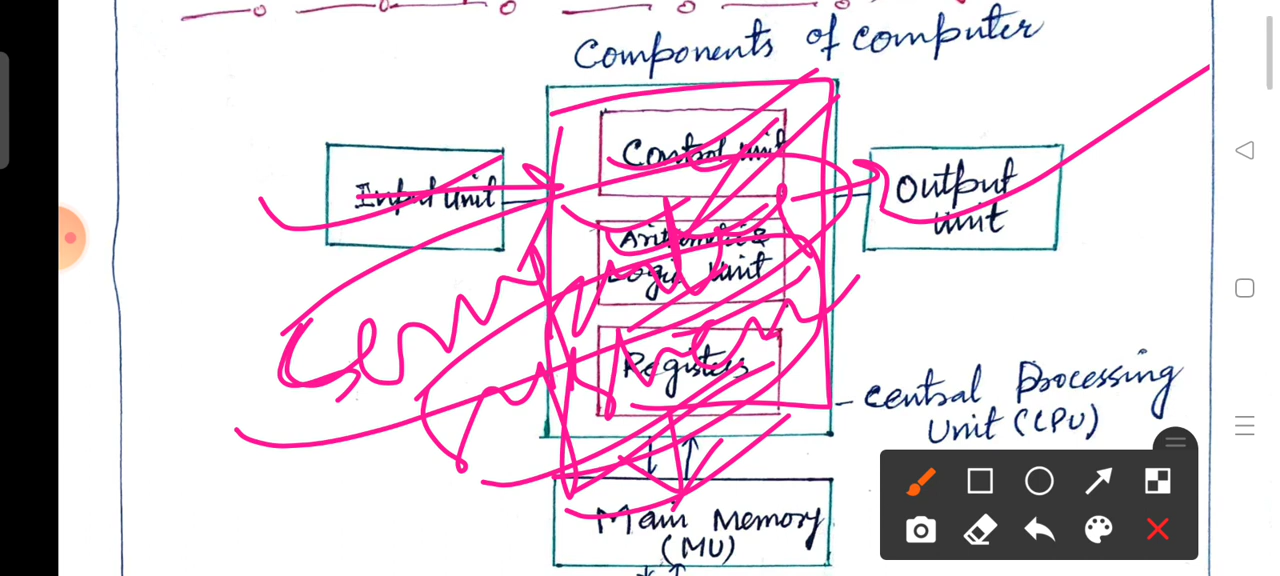 Components of computer
Control unit
Input Unit
Output
Unit
Arithmetic &
Logic Unit
Registers
Central Processing
Unit (CPU)
Main Memory
(MU)